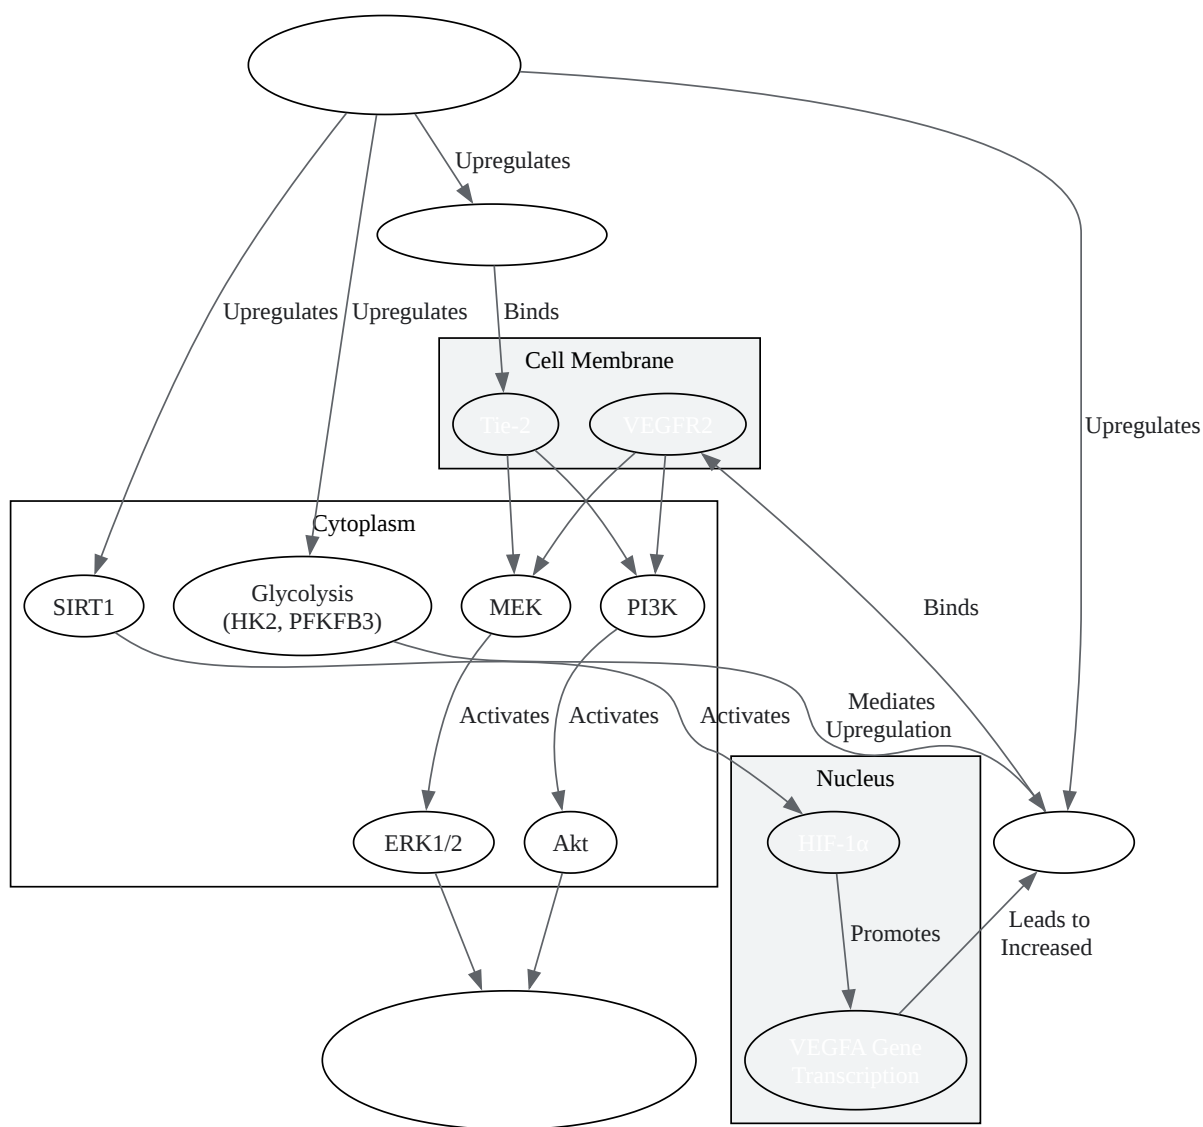 Upregulates
Upregulates
Upregulates
Binds
Cell Membrane
Tie-2
VEGFR2
Upregulates
Cytoplasm
SIRT1
Glycolysis
(HK2, PFKFB3)
MEK
PI3K
Binds
Activates
Activates
Activates
Mediates
Upregulation
Nucleus
ERK1/2
Akt
HIF-1α
Promotes
Leads to
Increased
VEGFA Gene
Transcription